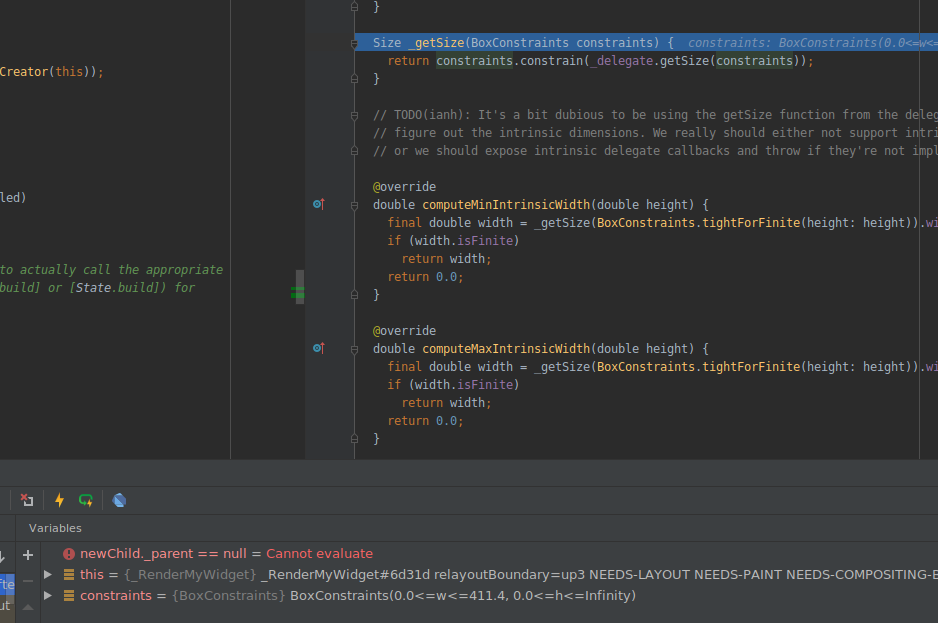 Creator(this));
led)
to actually call the appropriate
build] or [State.build]) for
}
Size _getSize(BoxConstraints constraints) {  constraints: BoxConstraints(0.0<=w<=
return constraints.constrain(_delegate.getSize(constraints));
}
// TODO(ianh): It's a bit dubious to be using the getSize function from the deleg
// figure out the intrinsic dimensions. We really should either not support intri
// or we should expose intrinsic delegate callbacks and throw if they're not impl
@override
double computeMinIntrinsicWidth(double height) {
final double width = _getSize(BoxConstraints.tightForFinite(height: height)).wi
if (width.isFinite)
return width;
return 0.0;
}
@override
double computeMaxIntrinsicWidth(double height) {
final double width = _getSize(BoxConstraints.tightForFinite(height: height)).wi
if (width.isFinite)
return width;
return 0.0;
}
Variables
newChild._parent == null = Cannot evaluate
fte
this = {_RenderMyWidget} _RenderMyWidget#6d31d relayoutBoundary=up3 NEEDS-LAYOUT NEEDS-PAINT NEEDS-COMPOSITING-B
ut
constraints = {BoxConstraints} BoxConstraints(0.0<=w<=411.4, 0.0<=h<=Infinity)